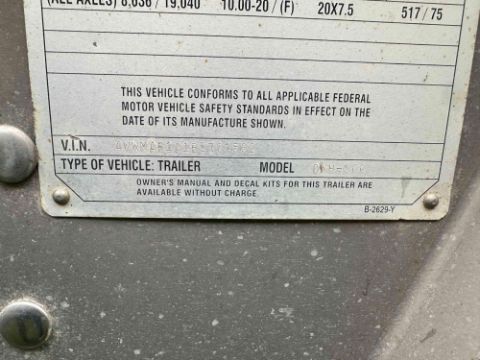 (ALL AXLES) 8,636 / 19,040 10.00-20 / (F) 20X7.5 517 / 75
THIS VEHICLE CONFORMS TO ALL APPLICABLE FEDERAL
MOTOR VEHICLE SAFETY STANDARDS IN EFFECT ON THE
DATE OF ITS MANUFACTURE SHOWN.
V.I.N.
TYPE OF VEHICLE: TRAILER MODEL
OWNER'S MANUAL AND DECAL KITS FOR THIS TRAILER ARE
AVAILABLE WITHOUT CHARGE.
B-2629-Y